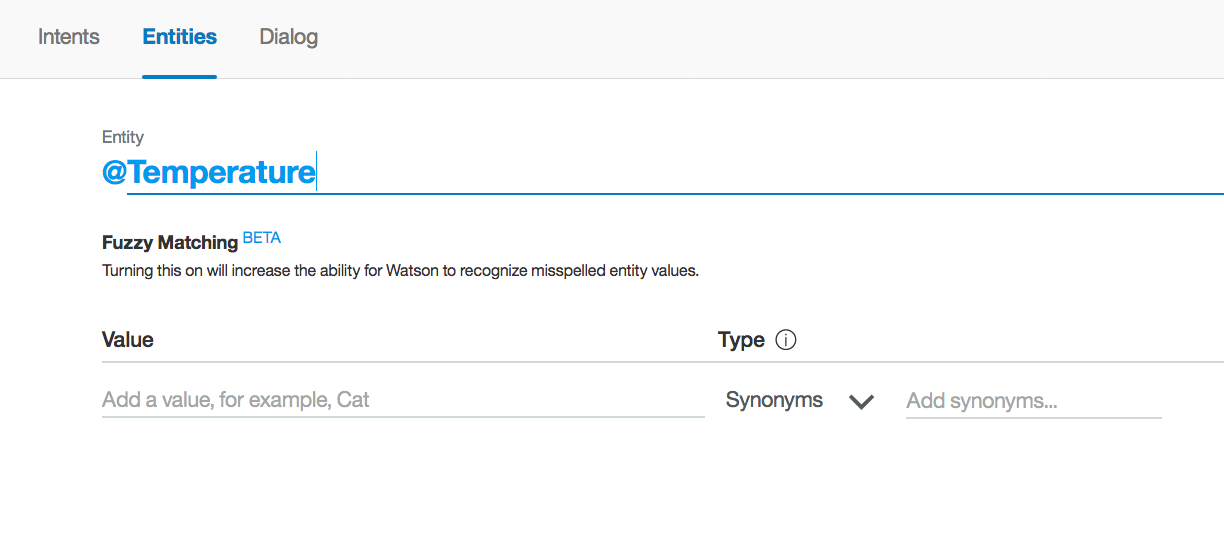 Intents Entities Dialog
Entity
@Temperature
Fuzzy Matching BETA
Turning this on will increase the ability for Watson to recognize misspelled entity values.
Value Type i
Add a value, for example, Cat Synonyms Add synonyms...